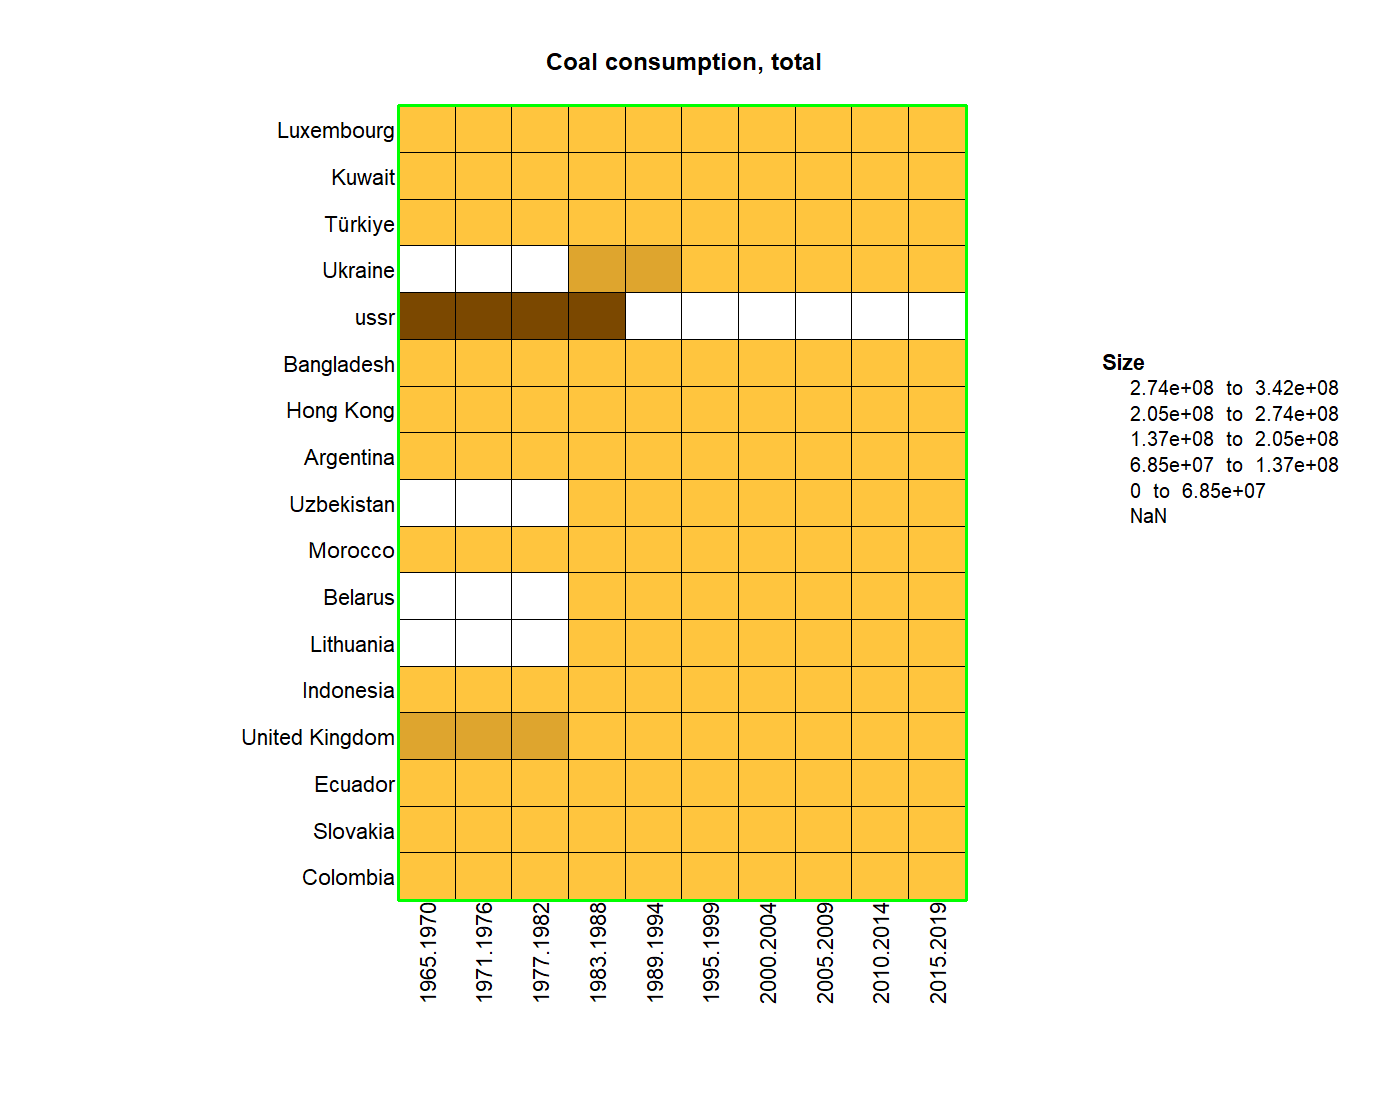 Coal consumption, total
Luxembourg
Kuwait
Türkiye
Ukraine
ussr
Bangladesh
Hong Kong
Argentina
Uzbekistan
Morocco
Belarus
Lithuania
Indonesia
United Kingdom
Ecuador
Slovakia
Colombia
1965.1970
1971.1976
1977.1982
1983.1988
1989.1994
1995.1999
2000.2004
2005.2009
2010.2014
2015.2019
Size
2.74e+08 to 3.42e+08
2.05e+08 to 2.74e+08
1.37e+08 to 2.05e+08
6.85e+07 to 1.37e+08
0 to 6.85e+07
NaN